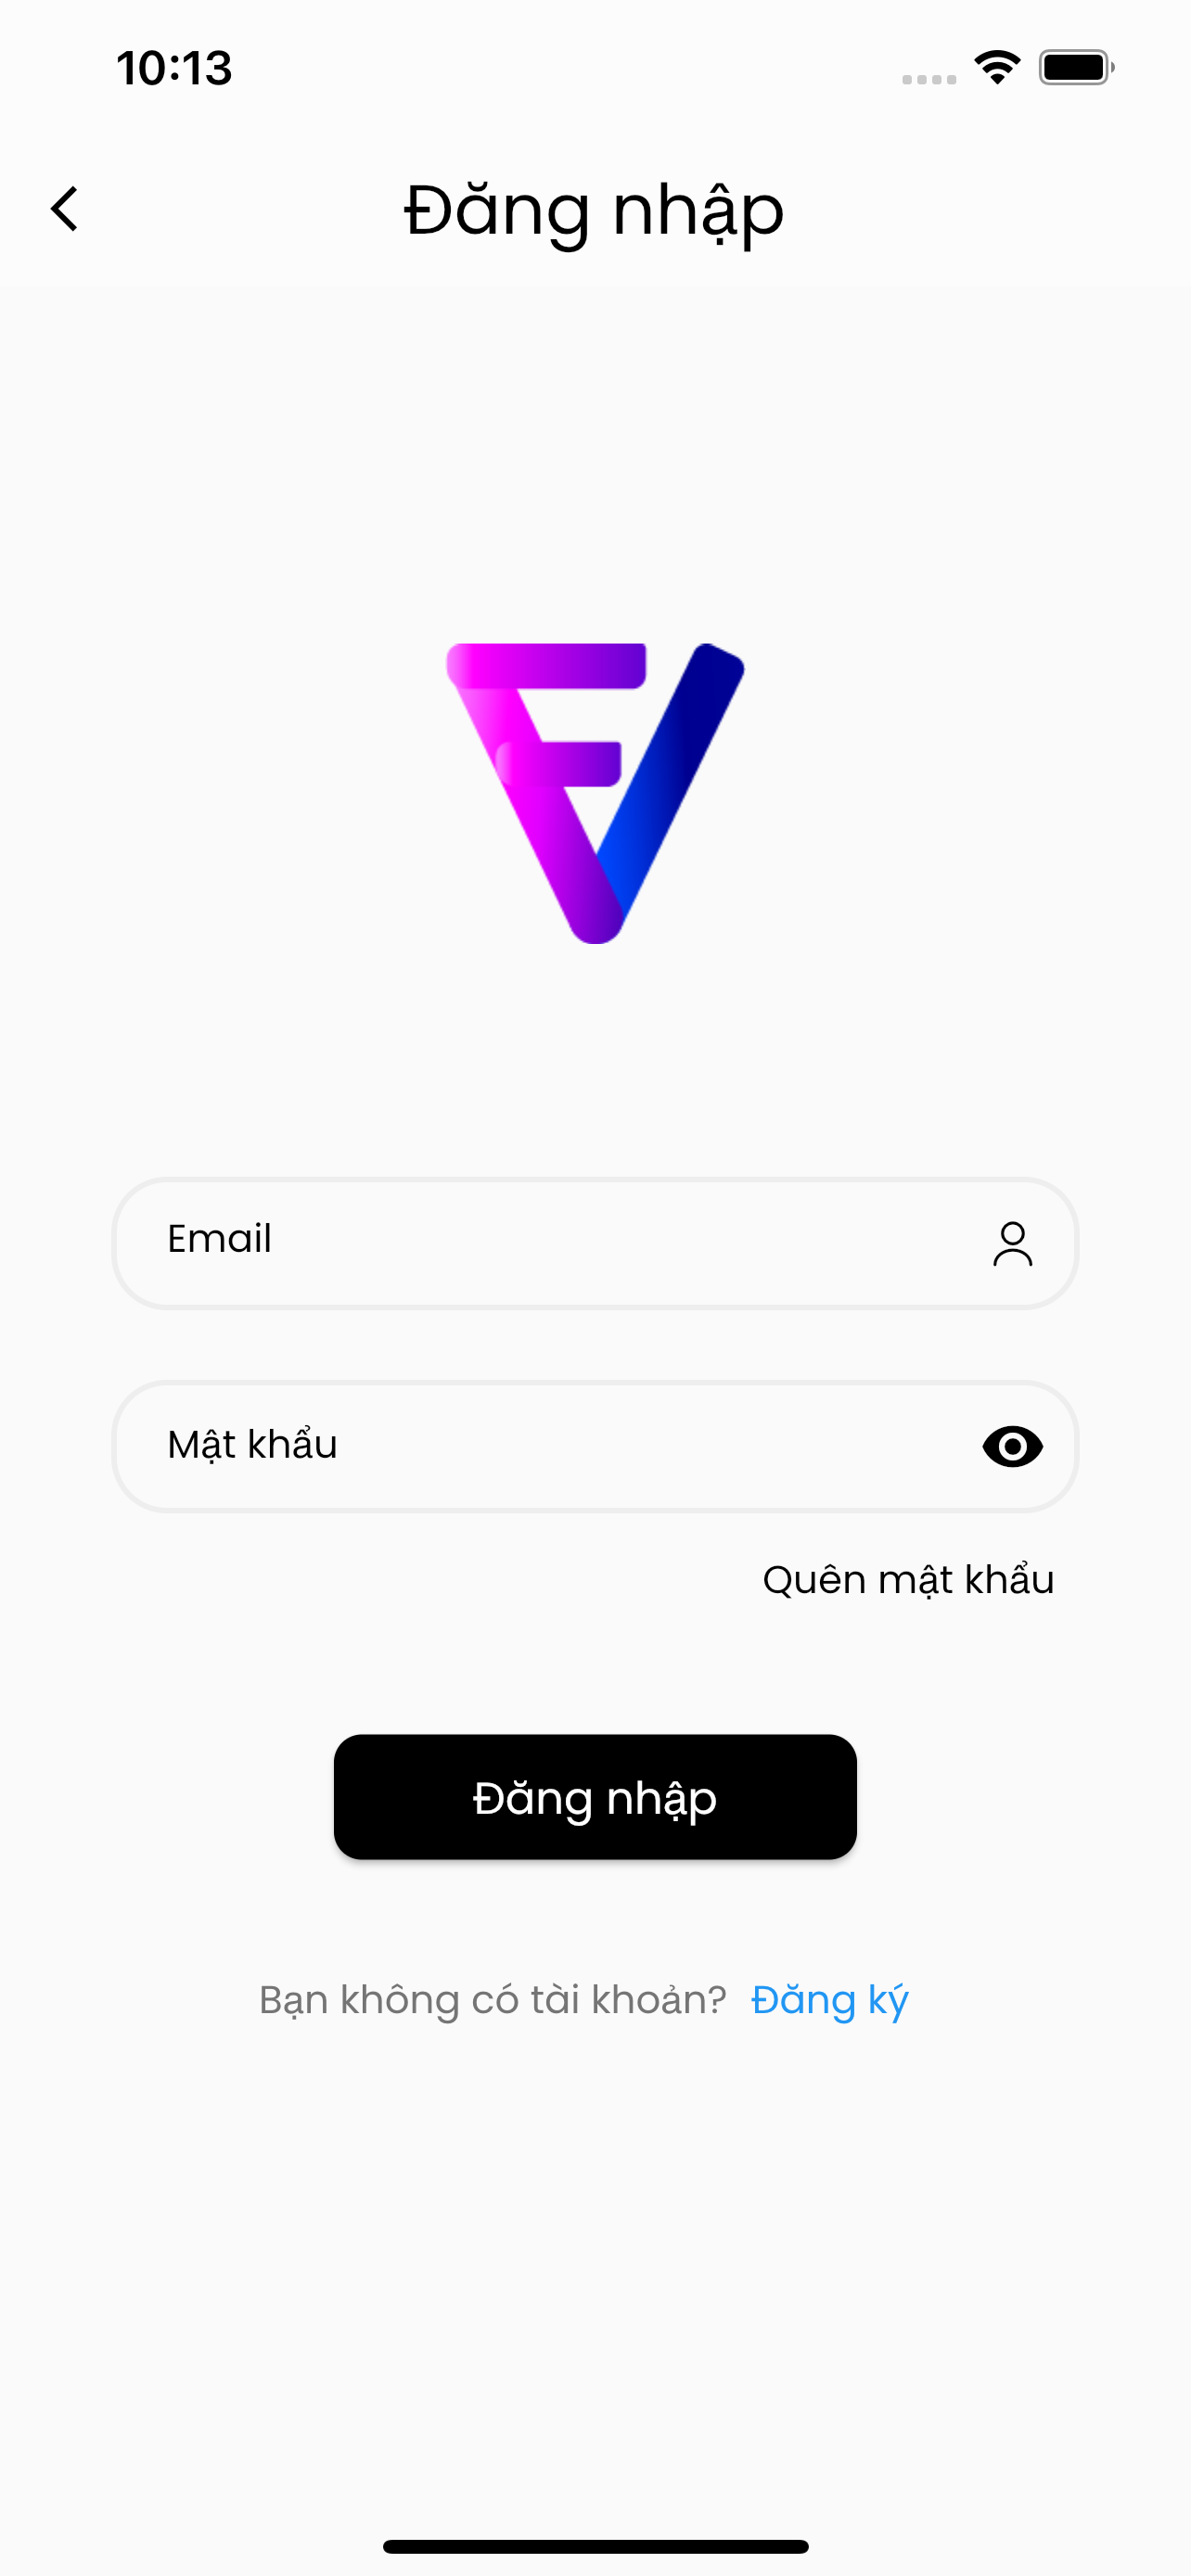 10:13
Đăng nhập
Email
Mật khẩu
Quên mật khẩu
Đăng nhập
Bạn không có tài khoản? Đăng ký